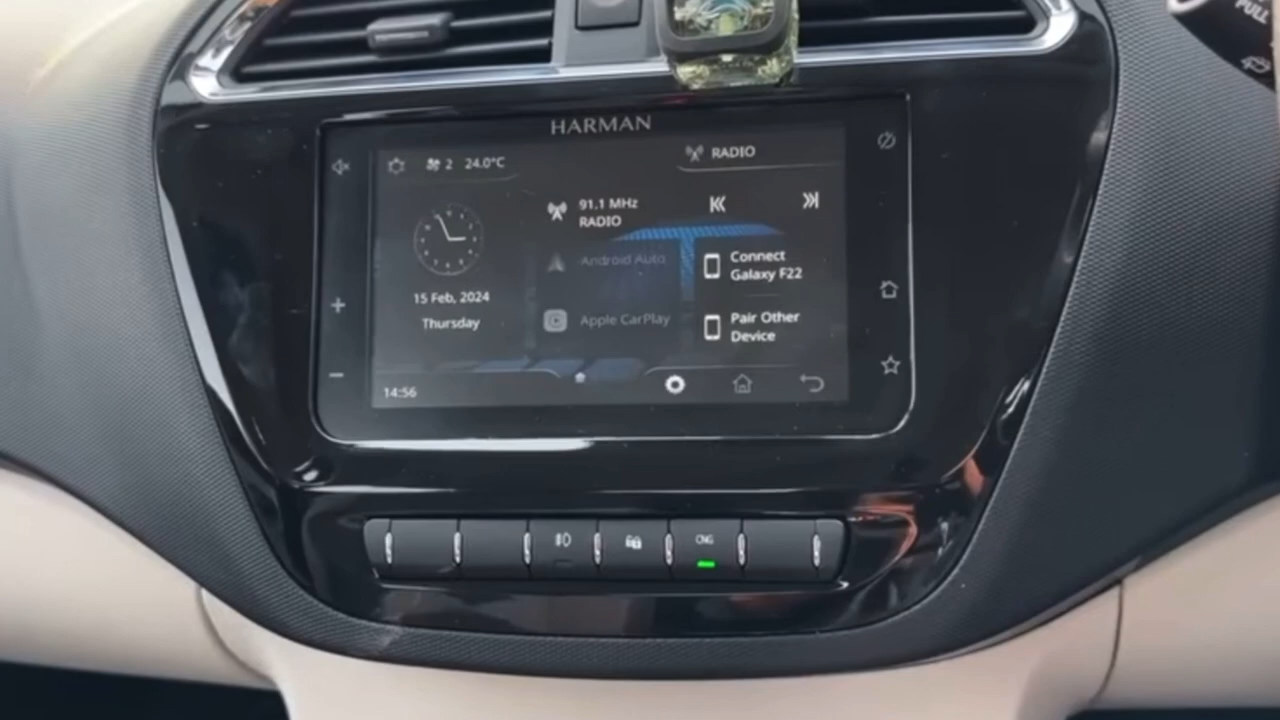 PULL
HARMAN
2 24.0°C
RADIO
91.1 MHz
RADIO
Android Auto
Connect
Galaxy F22
15 Feb, 2024
Thursday
Apple CarPlay
Pair Other
Device
14:56
CNG